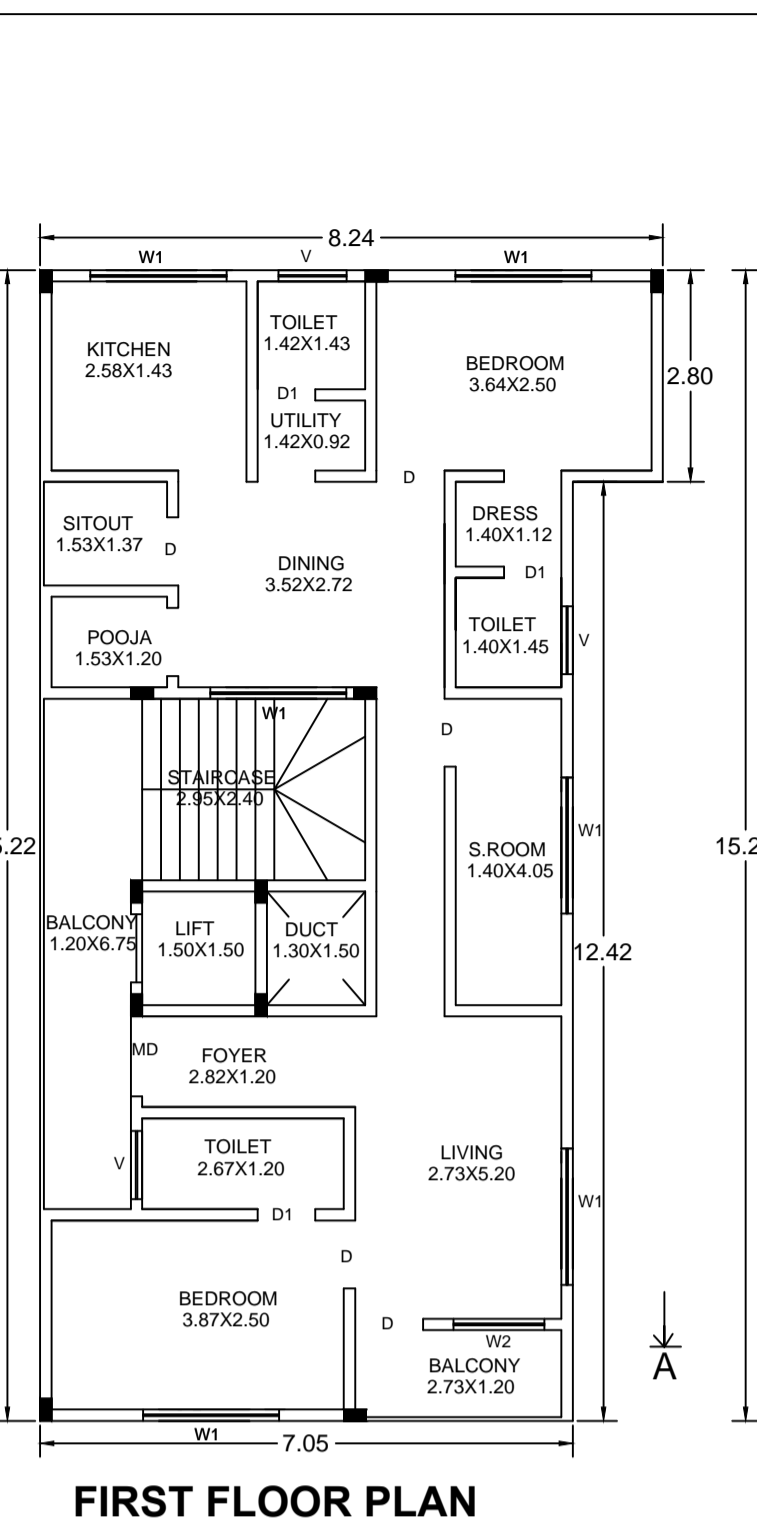 8.24
W1
V
W1
TOILET
1.42X1.43
KITCHEN
2.58X1.43
BEDROOM
3.64X2.50
2.80
D1
UTILITY
1.42X0.92
D
SITOUT
1.53X1.37
D
DRESS
1.40X1.12
DINING
3.52X2.72
D1
POOJA
1.53X1.20
TOILET
1.40X1.45
V
W1
D
STAIRCASE
2.95X2.40
W1
5.22
S.ROOM
1.40X4.05
15.2
BALCONY
1.20X6.75
LIFT
1.50X1.50
DUCT
1.30X1.50
12.42
MD
FOYER
2.82X1.20
V
TOILET
2.67X1.20
LIVING
2.73X5.20
W1
D1
D
BEDROOM
3.87X2.50
D
W2
BALCONY
2.73X1.20
A
W1
7.05
FIRST FLOOR PLAN